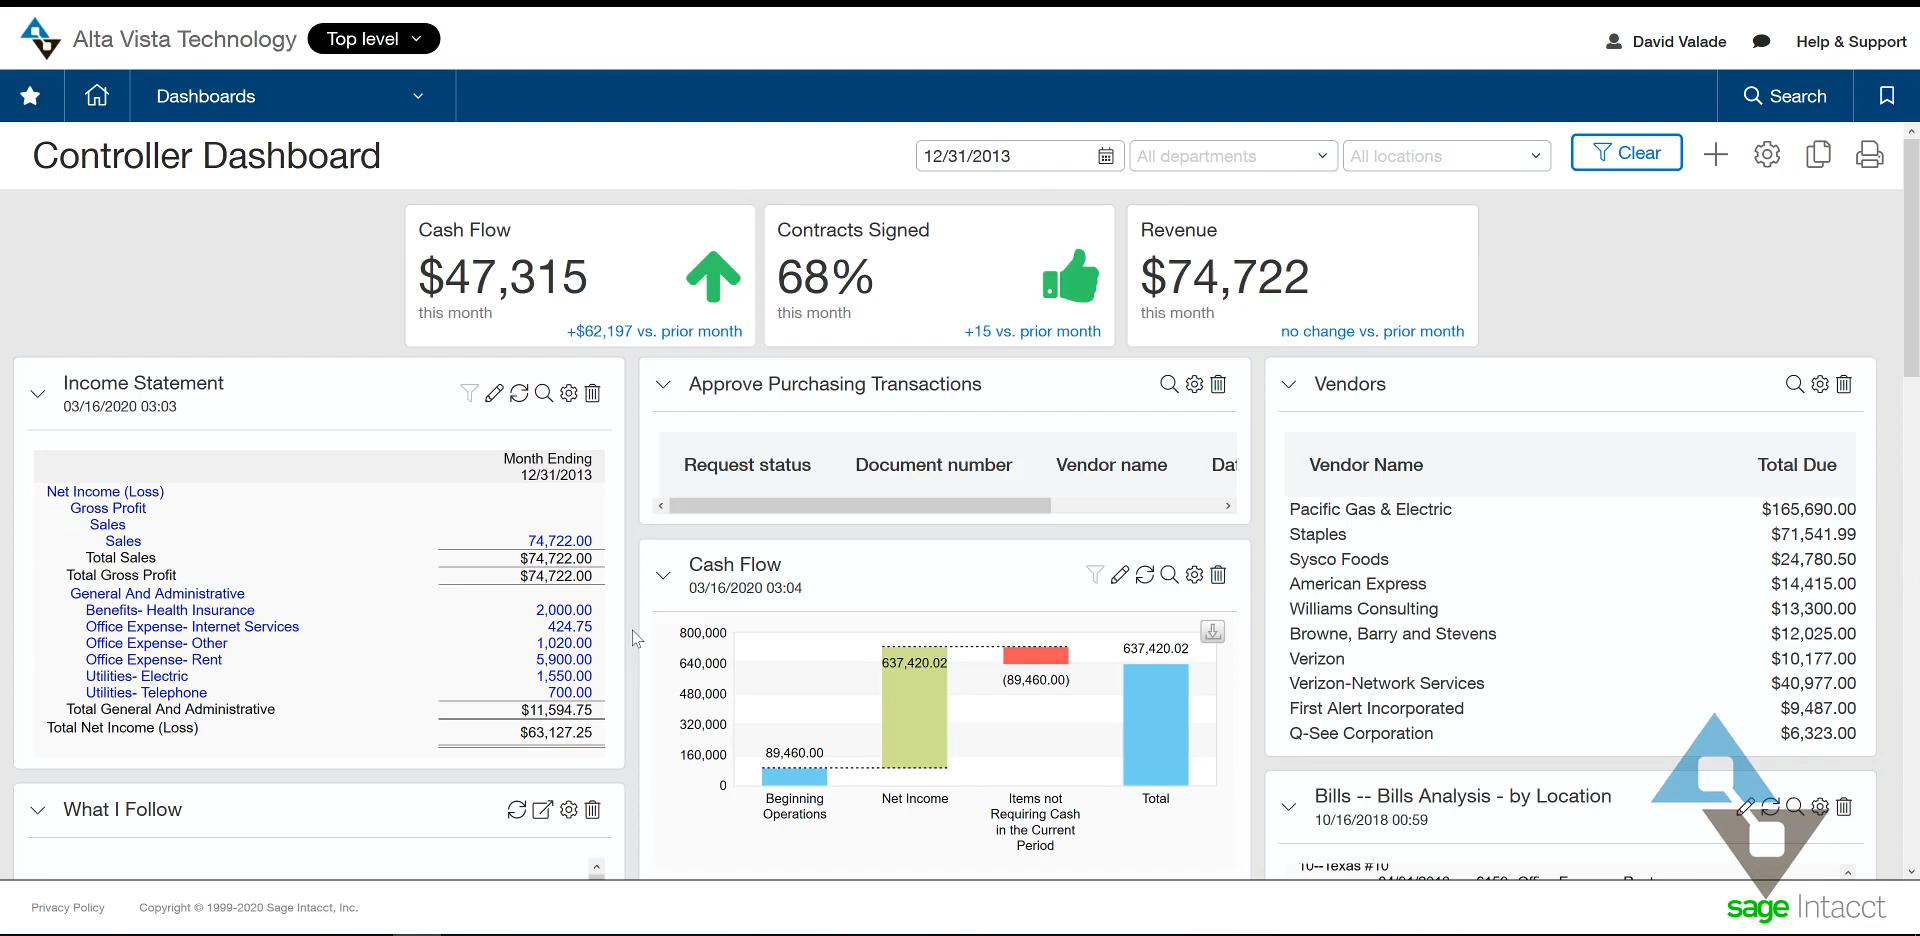 Alta Vista Technology
Top level
David Valade
Help & Support
Dashboards
Search
Controller Dashboard
12/31/2013
All departments
All locations
Clear
Cash Flow
$47,315
this month
+$62,197 vs. prior month
Contracts Signed
68%
this month
+15 vs. prior month
Revenue
$74,722
this month
no change vs. prior month
Income Statement
03/16/2020 03:03
Month Ending
12/31/2013
Net Income (Loss)
Gross Profit
Sales
Sales 74,722.00
Total Sales $74,722.00
Total Gross Profit $74,722.00
General And Administrative
Benefits- Health Insurance 2,000.00
Office Expense- Internet Services 424.75
Office Expense- Other 1,020.00
Office Expense- Rent 5,900.00
Utilities- Electric 1,550.00
Utilities- Telephone 700.00
Total General And Administrative $11,594.75
Total Net Income (Loss) $63,127.25
What I Follow
Approve Purchasing Transactions
Request status Document number Vendor name Dat
Cash Flow
03/16/2020 03:04
800,000
640,000
480,000
320,000
160,000
0
89,460.00
637,420.02
(89,460.00)
637,420.02
Beginning
Operations
Net Income
Items not
Requiring Cash
in the Current
Period
Total
Vendors
Vendor Name Total Due
Pacific Gas & Electric $165,690.00
Staples $71,541.99
Sysco Foods $24,780.50
American Express $14,415.00
Williams Consulting $13,300.00
Browne, Barry and Stevens $12,025.00
Verizon $10,177.00
Verizon-Network Services $40,977.00
First Alert Incorporated $9,487.00
Q-See Corporation $6,323.00
Bills -- Bills Analysis - by Location
10/16/2018 00:59
10--Texas #10
Privacy Policy
Copyright © 1999-2020 Sage Intacct, Inc.
sage Intacct